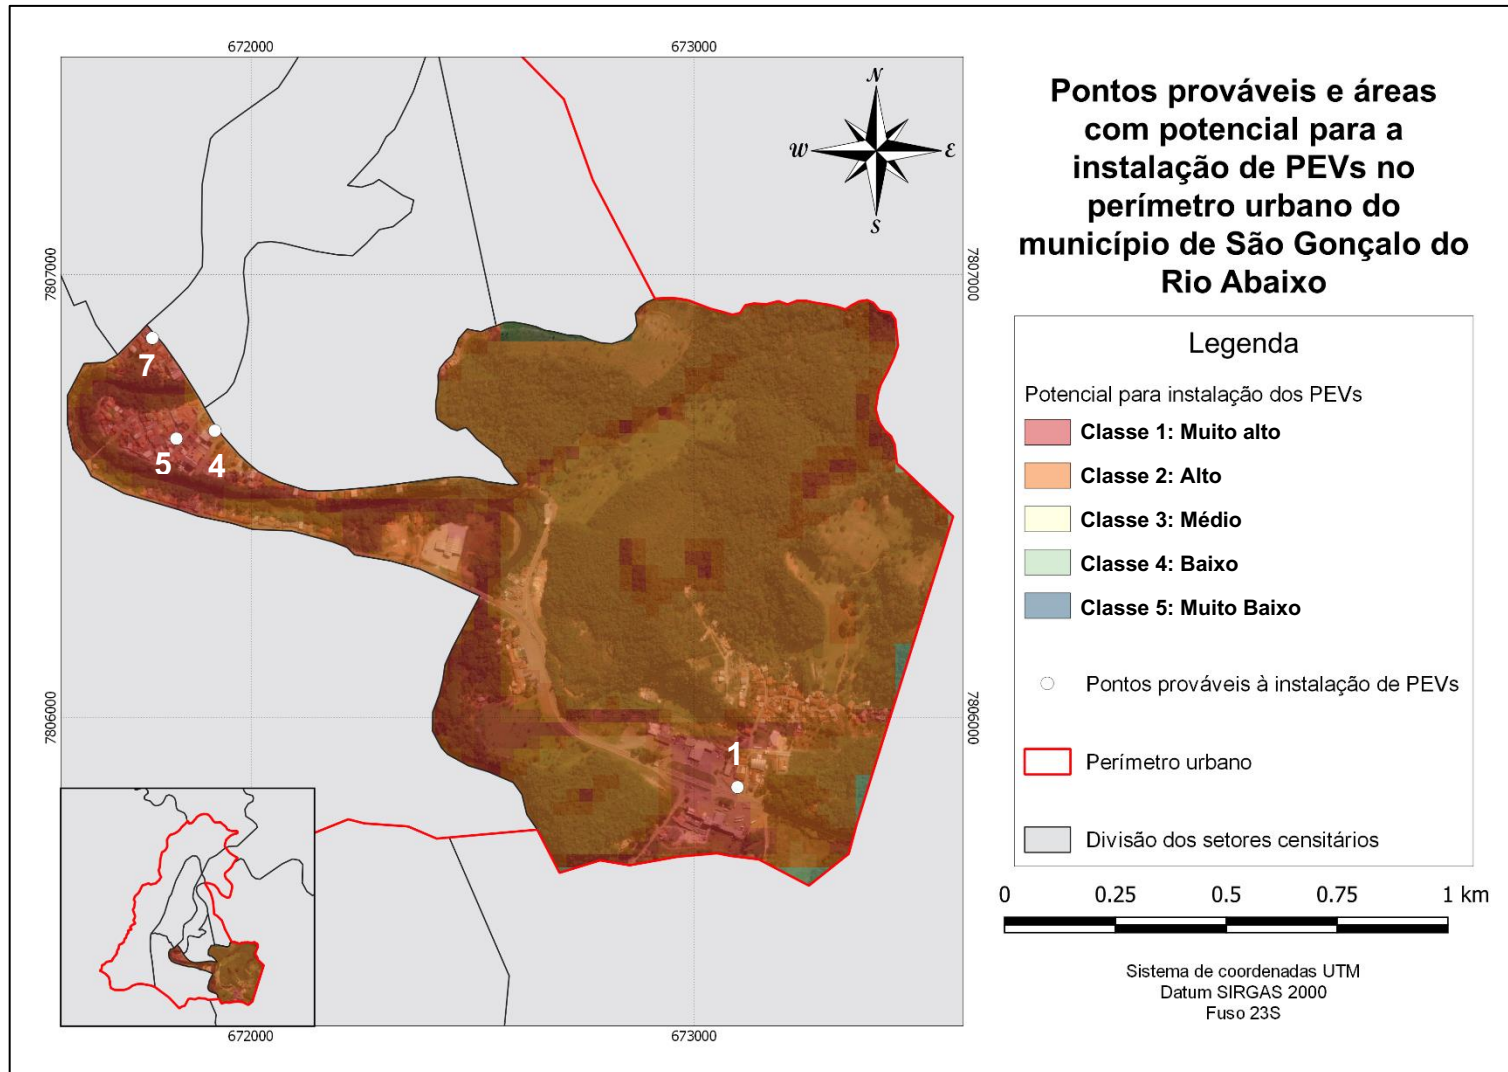 Pontos prováveis e áreas
com potencial para a
instalação de PEVs no
perímetro urbano do
município de São Gonçalo do
Rio Abaixo
672000
673000
N
W
E
S
7807000
7807000
7
5
4
7806000
7806000
1
672000
673000
Legenda
Potencial para instalação dos PEVs
Classe 1: Muito alto
Classe 2: Alto
Classe 3: Médio
Classe 4: Baixo
Classe 5: Muito Baixo
Pontos prováveis à instalação de PEVs
Perímetro urbano
Divisão dos setores censitários
0 0.25 0.5 0.75 1 km
Sistema de coordenadas UTM
Datum SIRGAS 2000
Fuso 23S